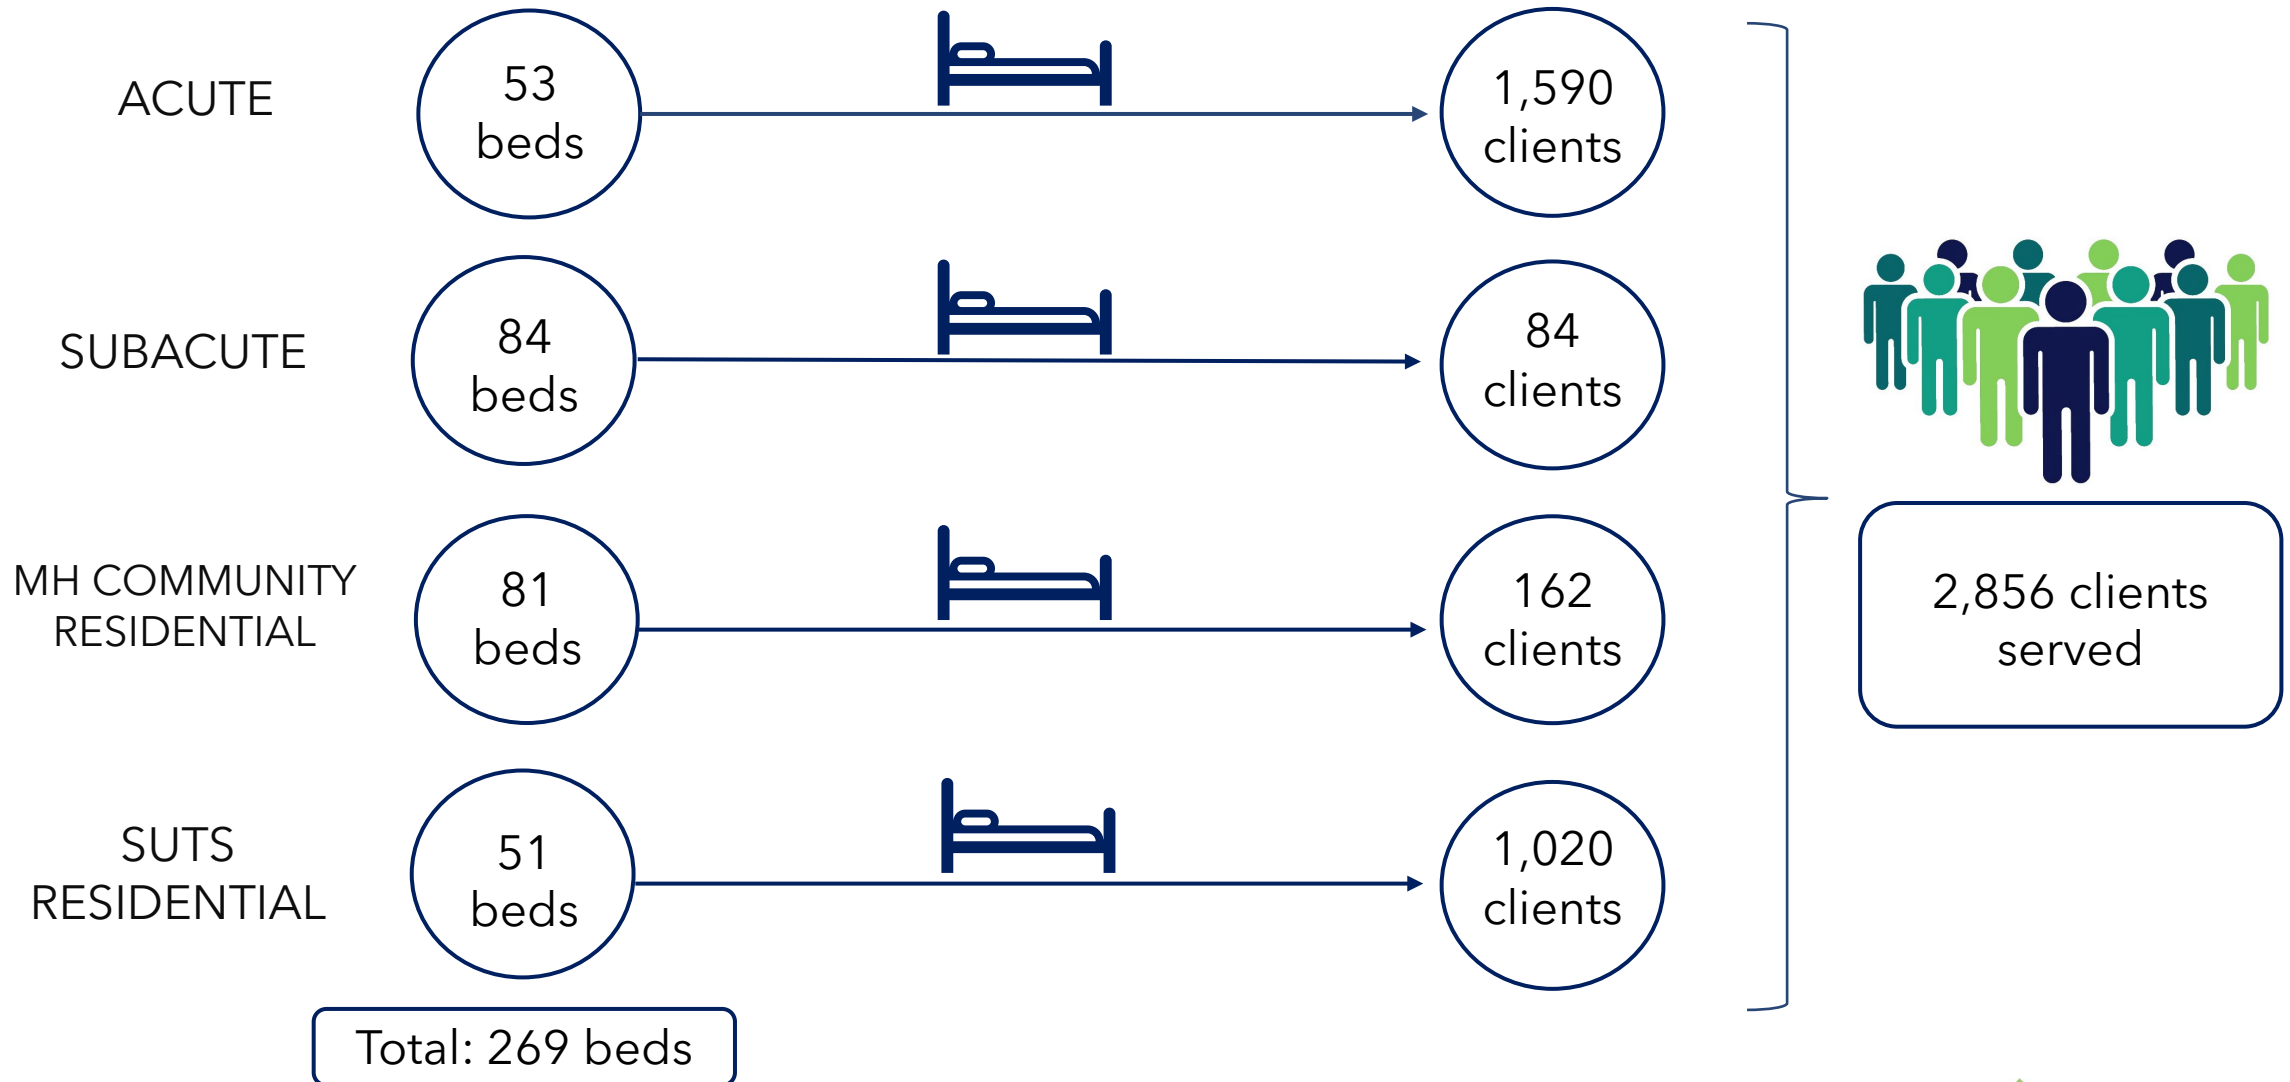 ACUTE
53
beds
1,590
clients
SUBACUTE
84
beds
84
clients
MH COMMUNITY
RESIDENTIAL
81
beds
162
clients
2,856 clients
served
SUTS
RESIDENTIAL
51
beds
1,020
clients
Total: 269 beds